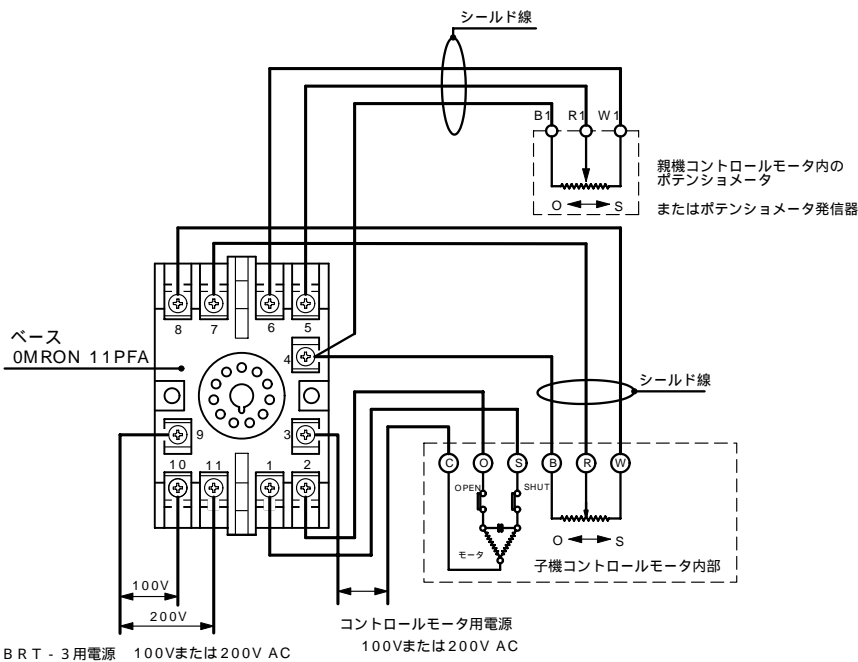 シールド線
B1 R1 W1
親機コントロールモータ内の
ポテンショメータ
またはポテンショメータ発信器
O S
8 7 6 5
4
ベース
0MRON 11PFA
シールド線
9 3
10 11 1 2
C O S B R W
OPEN SHUT
モータ
O S
子機コントロールモータ内部
100V
200V
コントロールモータ用電源
100Vまたは200V AC
BRT-3用電源 100Vまたは200V AC